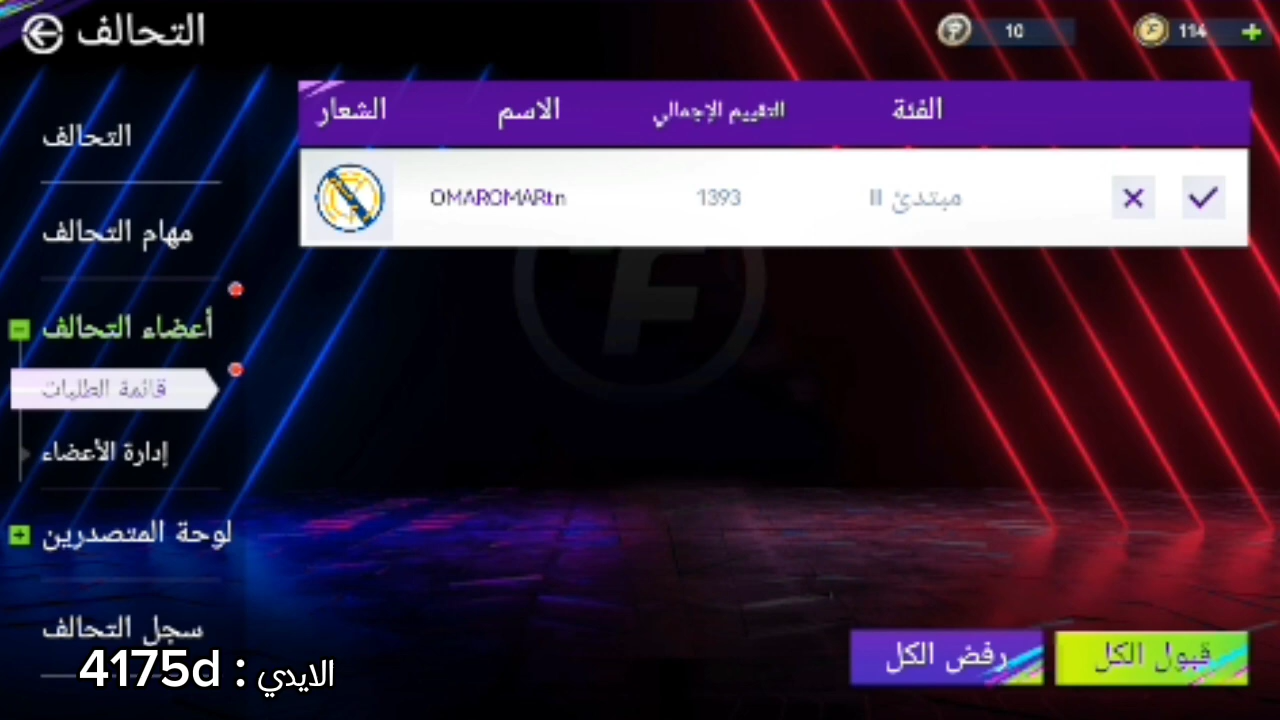 التحالف
10
114
التحالف
مهام التحالف
أعضاء التحالف
قائمة الطلبات
إدارة الأعضاء
لوحة المتصدرين
سجل التحالف
الشعار الاسم التقييم الإجمالي الفئة
OMAROMARtn 1393 مبتدئ II
رفض الكل
قبول الكل
الايدي : 4175d